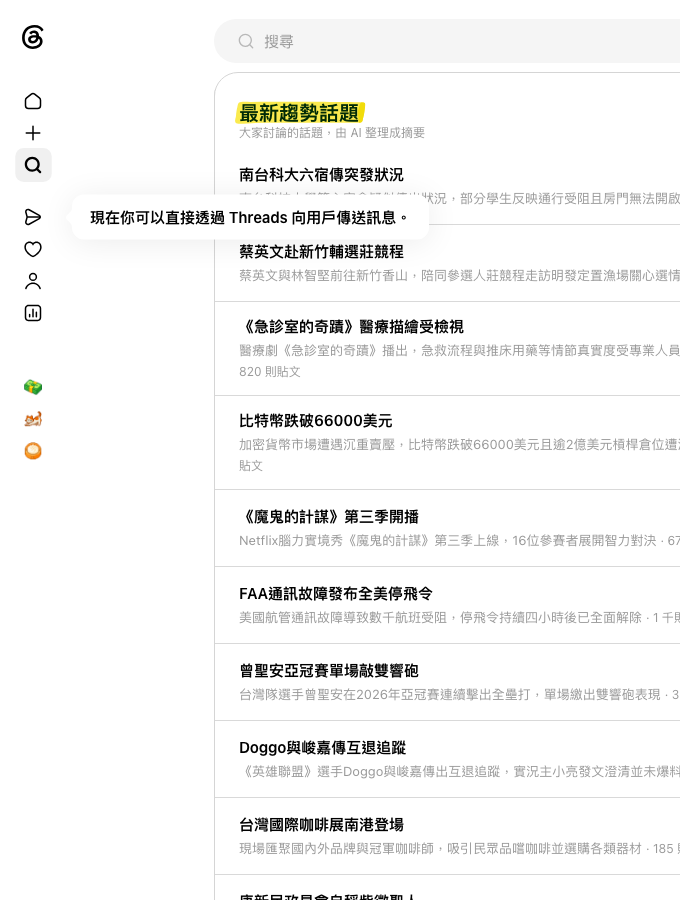 搜尋
最新趨勢話題
大家討論的話題，由 AI 整理成摘要
南台科大六宿傳突發狀況
狀況，部分學生反映通行受阻且房門無法開啟
現在你可以直接透過 Threads 向用戶傳送訊息。
蔡英文赴新竹輔選莊競程
蔡英文與林智堅前往新竹香山，陪同參選人莊競程走訪明發定置漁場關心選情
《急診室的奇蹟》醫療描繪受檢視
醫療劇《急診室的奇蹟》播出，急救流程與推床用藥等情節真實度受專業人員
820 則貼文
比特幣跌破66000美元
加密貨幣市場遭遇沉重賣壓，比特幣跌破66000美元且逾2億美元槓桿倉位遭
貼文
《魔鬼的計謀》第三季開播
Netflix腦力實境秀《魔鬼的計謀》第三季上線，16位參賽者展開智力對決 · 67
FAA通訊故障發布全美停飛令
美國航管通訊故障導致數千航班受阻，停飛令持續四小時後已全面解除 · 1 千
曾聖安亞冠賽單場敲雙響砲
台灣隊選手曾聖安在2026年亞冠賽連續擊出全壘打，單場繳出雙響砲表現 · 3
Doggo與峻嘉傳互退追蹤
《英雄聯盟》選手Doggo與峻嘉傳出互退追蹤，實況主小亮發文澄清並未爆料
台灣國際咖啡展南港登場
現場匯聚國內外品牌與冠軍咖啡師，吸引民眾品嚐咖啡並選購各類器材 · 185